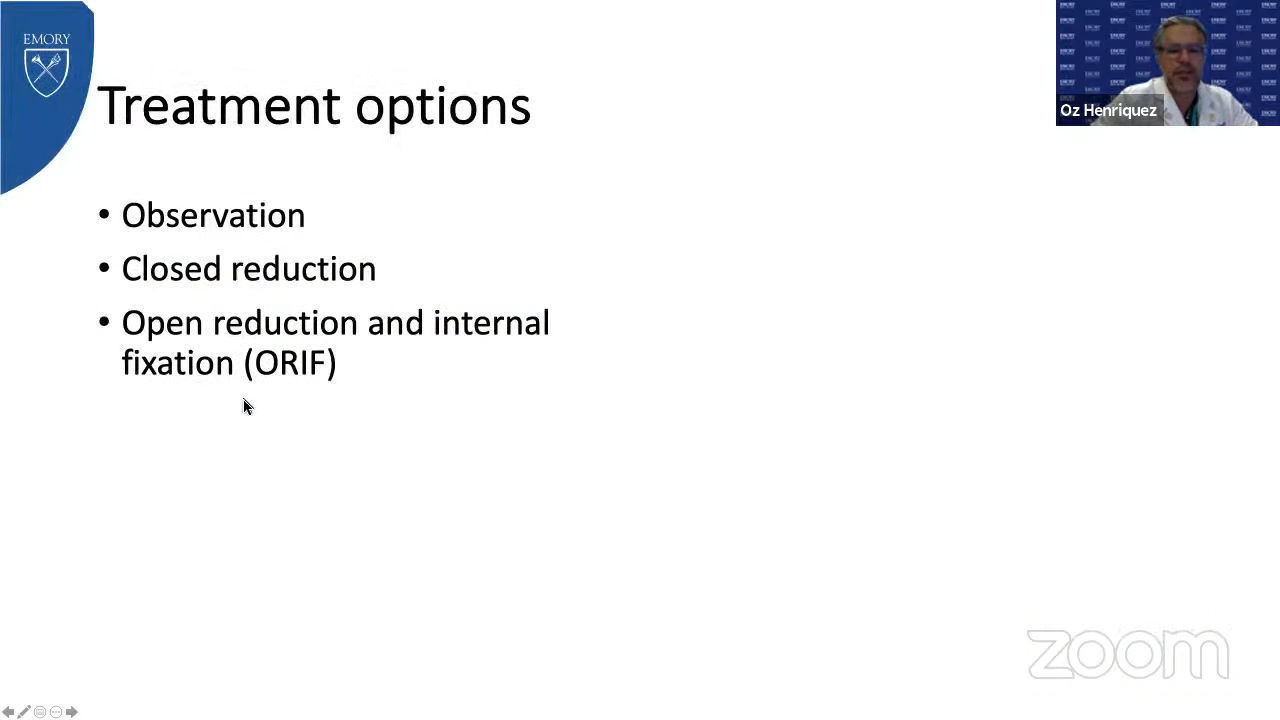 EMORY
Treatment options
Oz Henriquez
• Observation
• Closed reduction
• Open reduction and internal
fixation (ORIF)
zoom